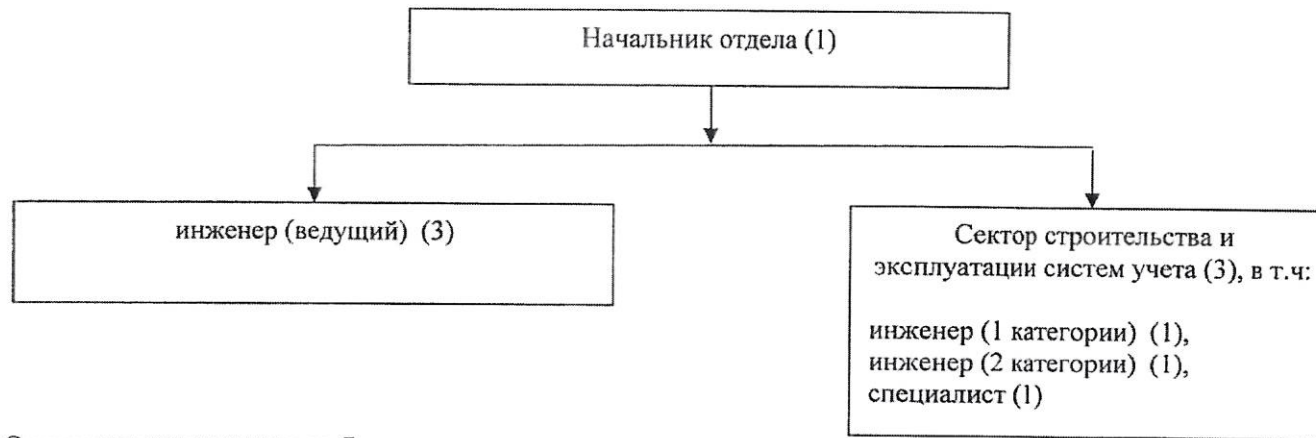 Начальник отдела (1)
инженер (ведущий) (3)
Сектор строительства и
эксплуатации систем учета (3), в т.ч:
инженер (1 категории) (1),
инженер (2 категории) (1),
специалист (1)